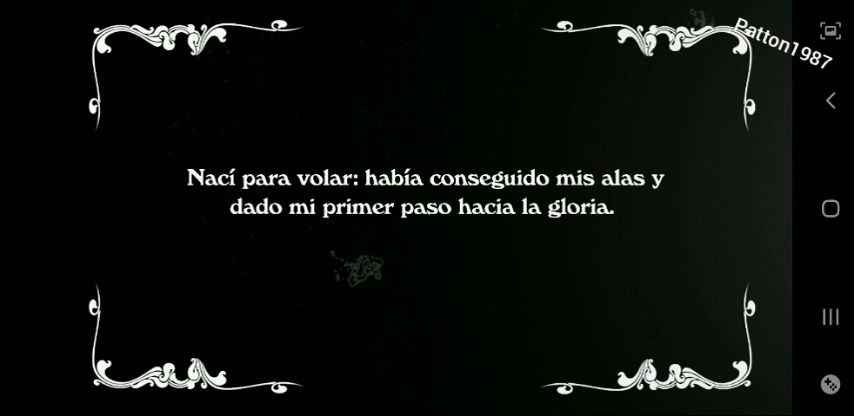 Patton1987
Nací para volar: había conseguido mis alas y
dado mi primer paso hacia la gloria.